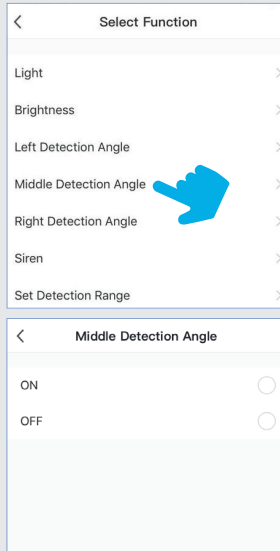 Select Function
Light
Brightness
Left Detection Angle
Middle Detection Angle
Right Detection Angle
Siren
Set Detection Range
Middle Detection Angle
ON
OFF